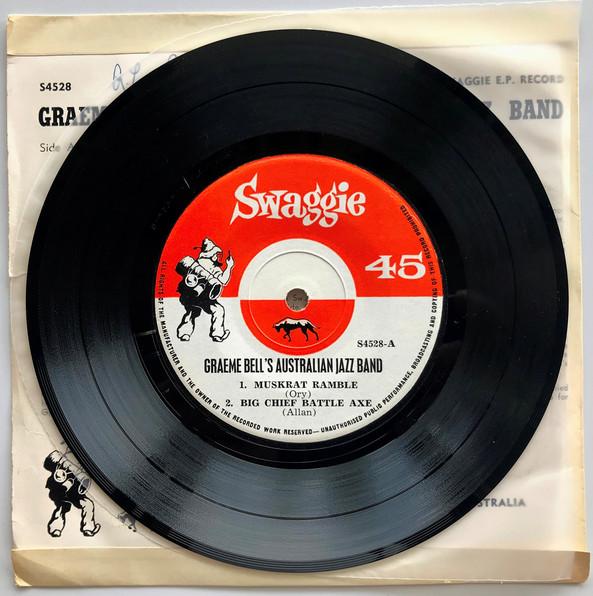 S4528
SWAGGIE E.P. RECORD
GRAEME
BAND
Side A
Swaggie
45
S4528-A
GRAEME BELL'S AUSTRALIAN JAZZ BAND
1. MUSKRAT RAMBLE
(Ory)
2. BIG CHIEF BATTLE AXE
(Allan)
ALL RIGHTS OF THE MANUFACTURER AND THE OWNER OF THE RECORDED WORK RESERVED—UNAUTHORISED PUBLIC PERFORMANCE, BROADCASTING AND COPYING OF THIS RECORD PROHIBITED
STRALIA